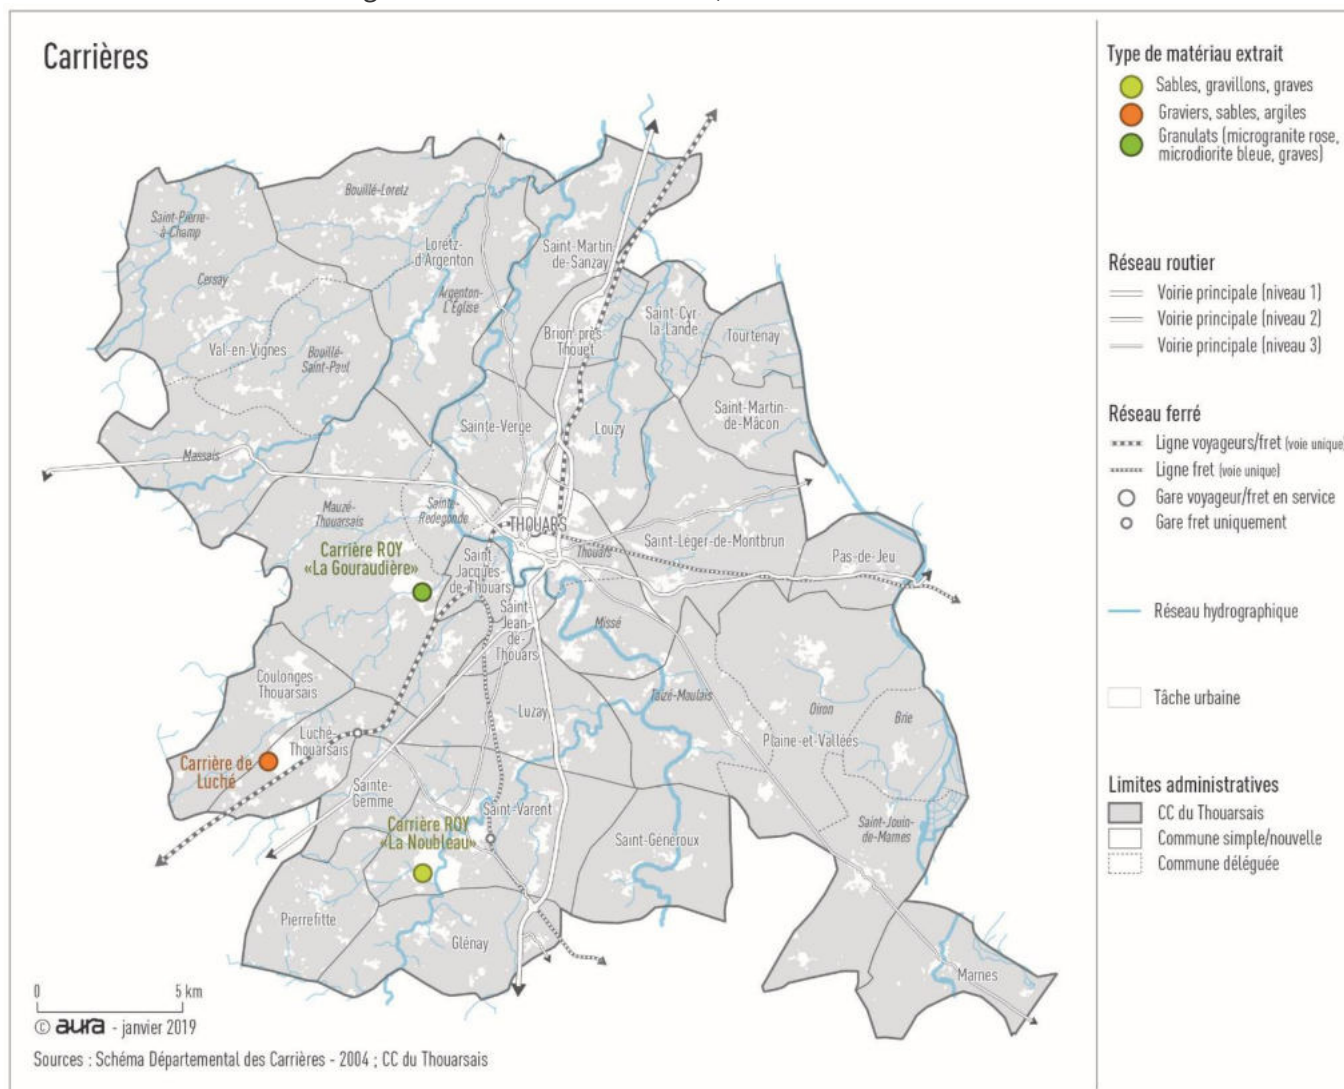 Carrières
Bouillé-Loretz
Saint-Pierre-
à-Champ
Cersay
Loretz-
d'Argenton
Argenton-
L'Église
Saint-Martin
de-Sanzay
Saint-Cyr-
la-Lande
Tourtenay
Brion près
Thouet
Val-en-Vignes
Bouillé-
Saint-Paul
Saint-Martin-
de-Mâcon
Sainte-Verge
Louzy
Massais
Mauzé-
Thouarsais
Sainte-
Redegonde
THOUARS
Thouars
Saint-Léger-de-Montbrun
Pas-de-Jeu
Carrière ROY
«La Gouraudière»
Saint
Jacques-
de-Thouars
Saint-
Jean-
de-
Thouars
Missé
Coulonges-
Thouarsais
Luzay
Taizé-Maulais
Oiron
Brie
Plaine-et-Vallées
Luché-
Thouarsais
Carrière de
Luché
Sainte-
Gemme
Saint-Varent
Carrière ROY
«La Noubleau»
Saint-Généroux
Saint-Jouin-
de-Marnes
Pierrefitte
Glénay
Marnes
0 5 km
© aura - janvier 2019
Sources : Schéma Départemental des Carrières - 2004 ; CC du Thouarsais
Type de matériau extrait
Sables, gravillons, graves
Graviers, sables, argiles
Granulats (microgranite rose,
microdiorite bleue, graves)
Réseau routier
Voirie principale (niveau 1)
Voirie principale (niveau 2)
Voirie principale (niveau 3)
Réseau ferré
Ligne voyageurs/fret (voie unique)
Ligne fret (voie unique)
Gare voyageur/fret en service
Gare fret uniquement
Réseau hydrographique
Tâche urbaine
Limites administratives
CC du Thouarsais
Commune simple/nouvelle
Commune déléguée